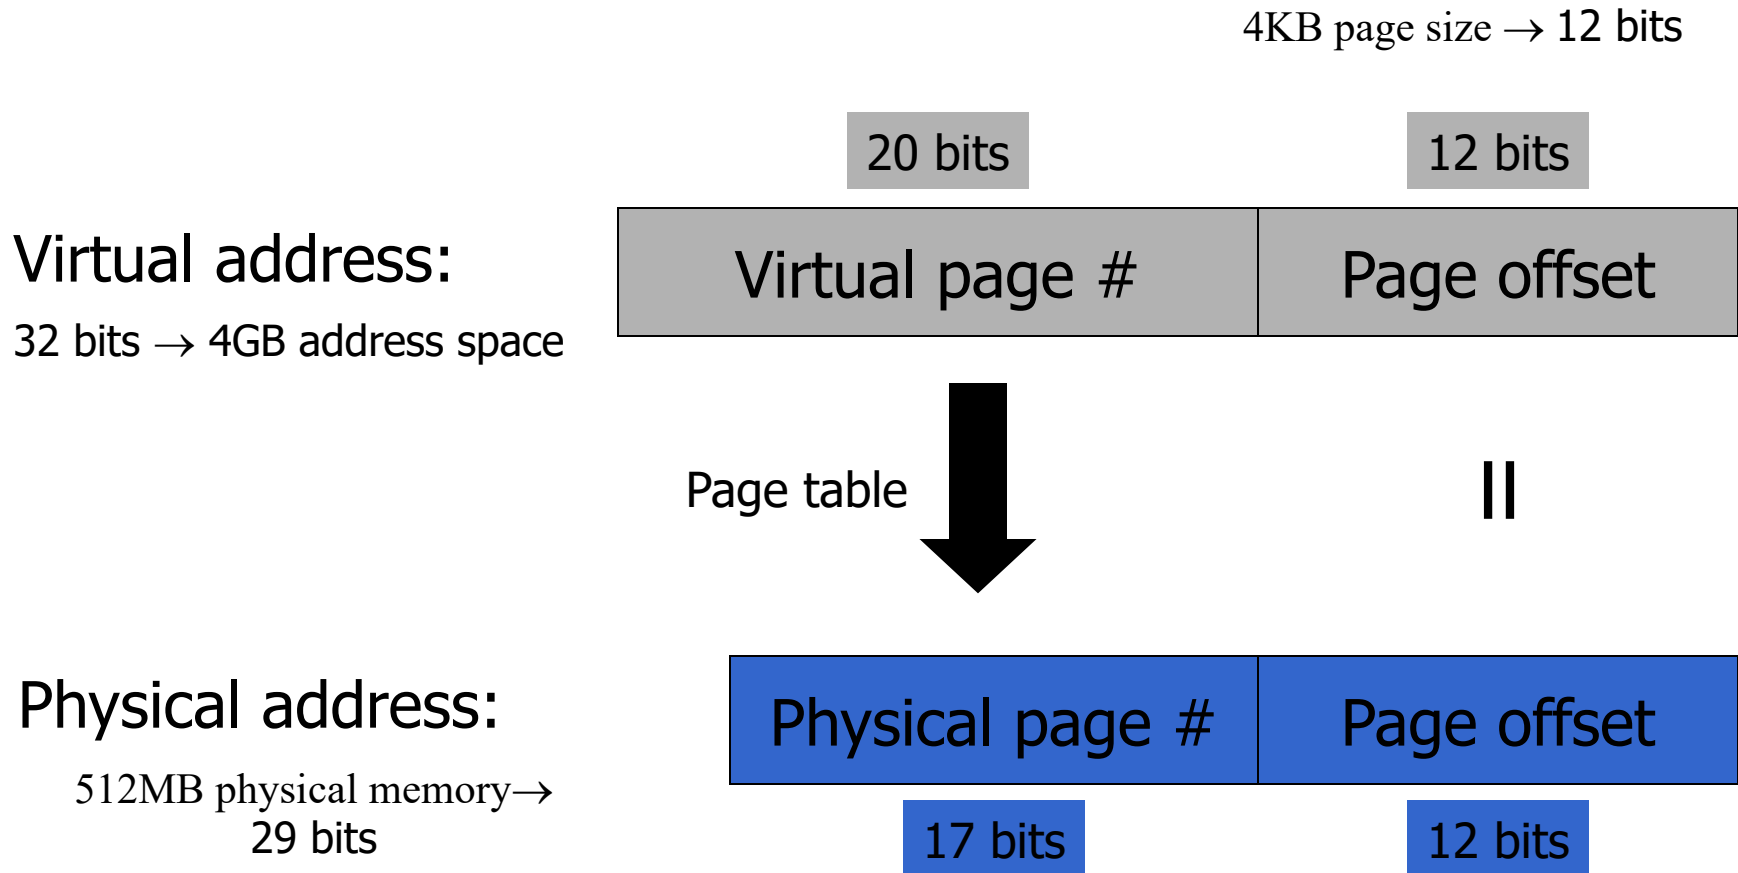 4KB page size → 12 bits
20 bits
12 bits
Virtual address:
Virtual page #
Page offset
32 bits → 4GB address space
Page table
=
Physical address:
Physical page #
Page offset
512MB physical memory→
29 bits
17 bits
12 bits